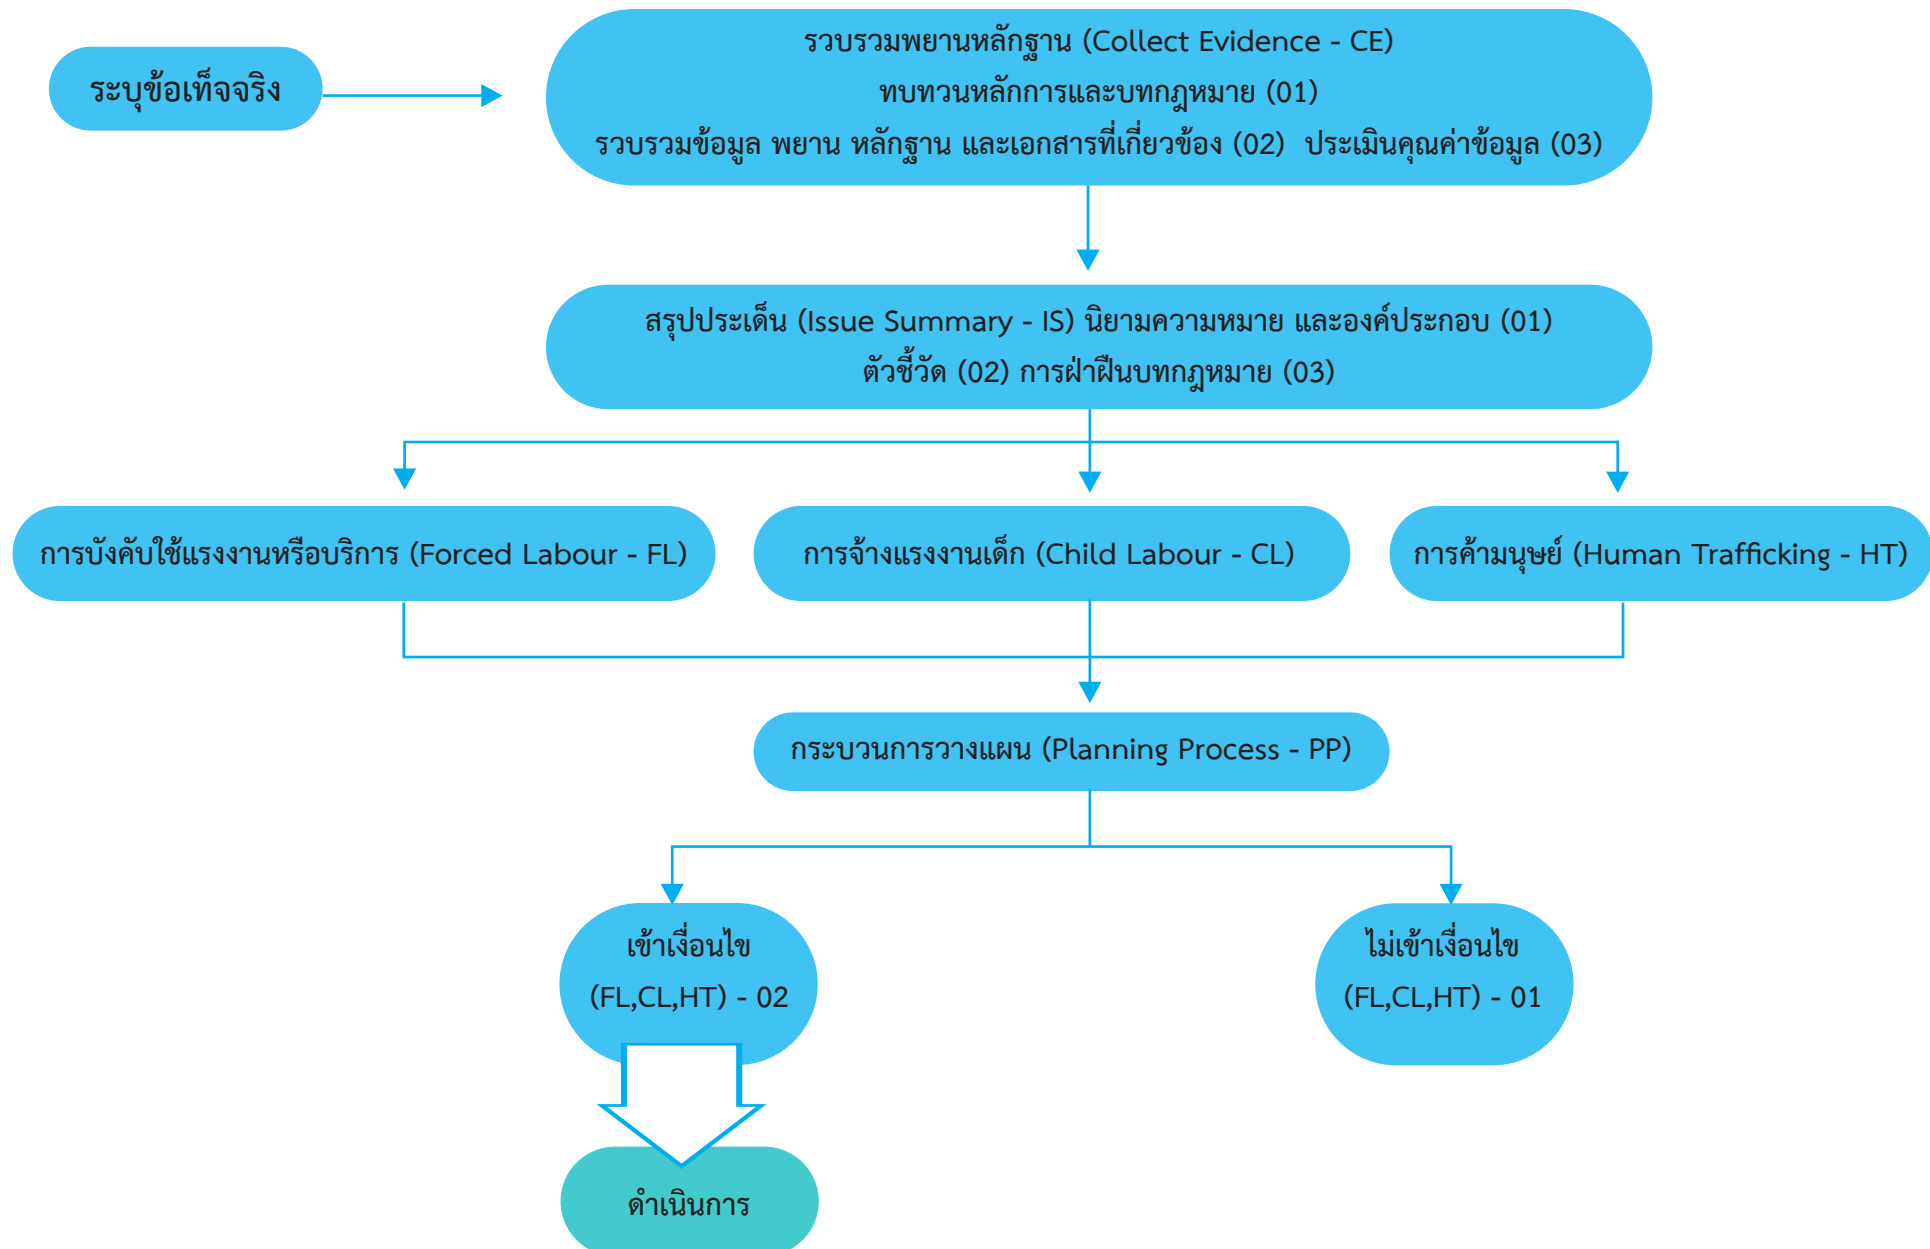 ระบุข้อเท็จจริง
รวบรวมพยานหลักฐาน (Collect Evidence - CE)
ทบทวนหลักการและบทกฎหมาย (01)
รวบรวมข้อมูล พยาน หลักฐาน และเอกสารที่เกี่ยวข้อง (02) ประเมินคุณค่าข้อมูล (03)
สรุปประเด็น (Issue Summary - IS) นิยามความหมาย และองค์ประกอบ (01)
ตัวชี้วัด (02) การฝ่าฝืนบทกฎหมาย (03)
การบังคับใช้แรงงานหรือบริการ (Forced Labour - FL)
การจ้างแรงงานเด็ก (Child Labour - CL)
การค้ามนุษย์ (Human Trafficking - HT)
กระบวนการวางแผน (Planning Process - PP)
เข้าเงื่อนไข
(FL,CL,HT) - 02
ไม่เข้าเงื่อนไข
(FL,CL,HT) - 01
ดำเนินการ